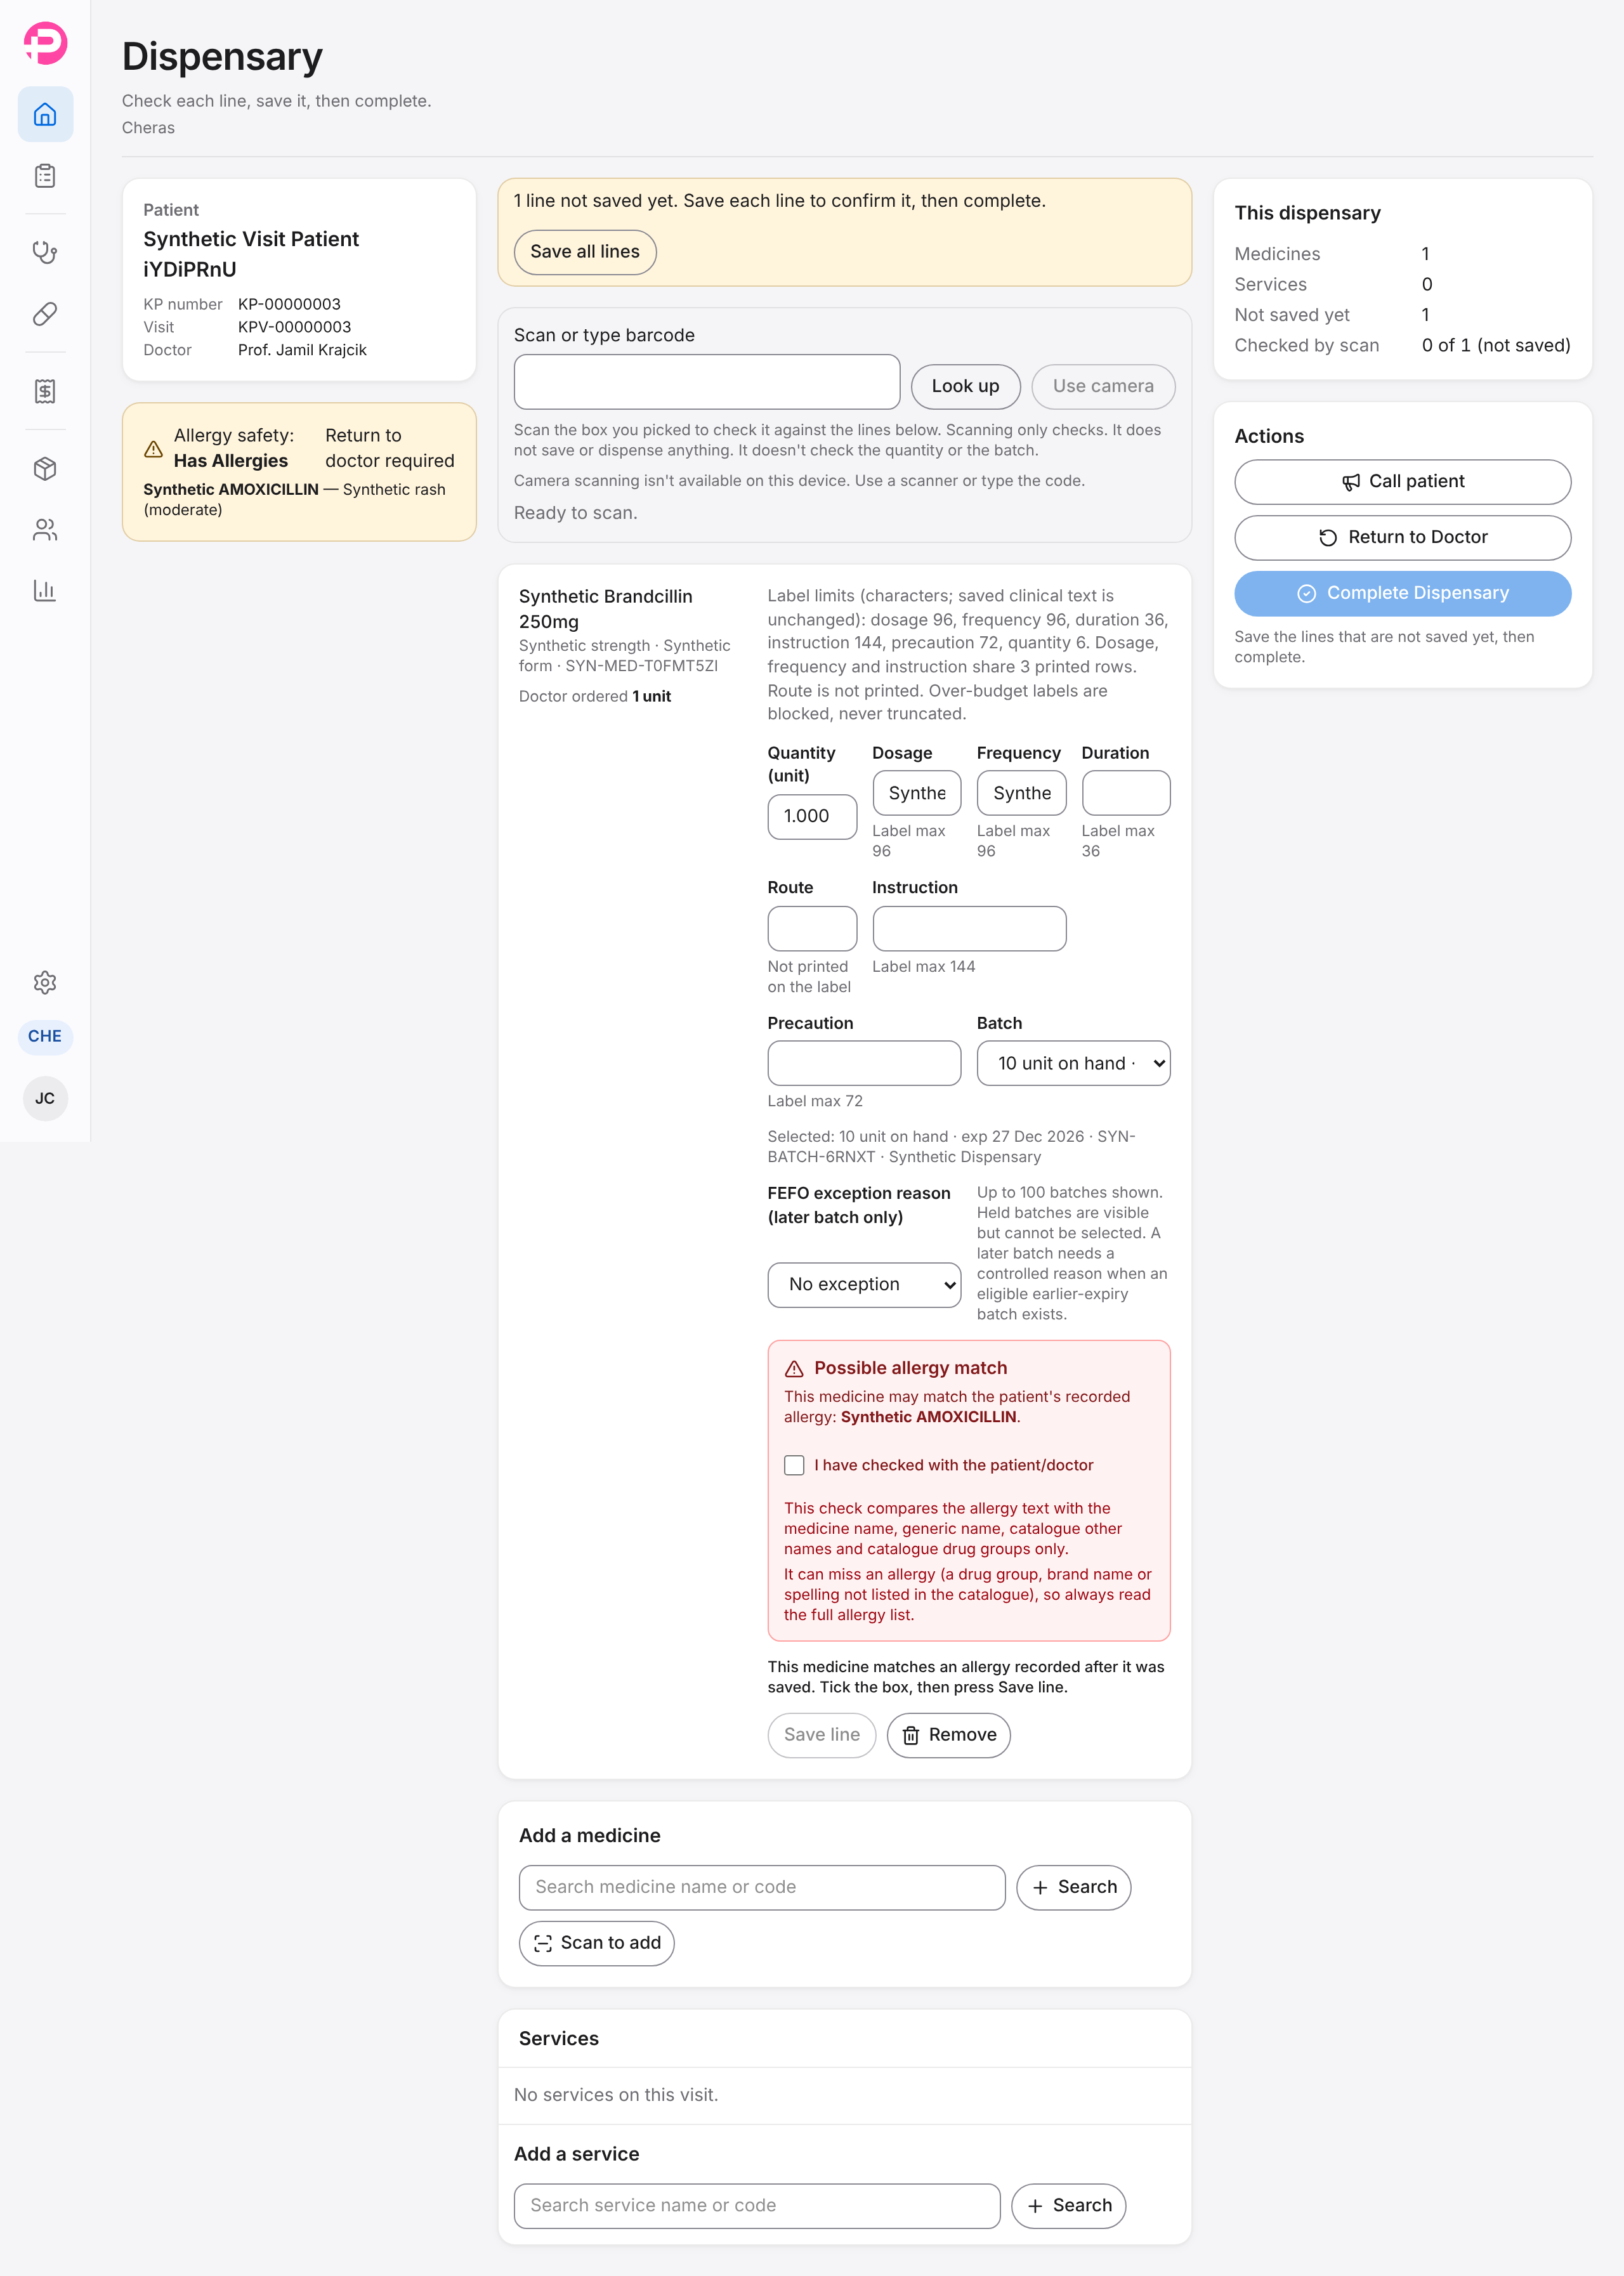 Dispensary
Check each line, save it, then complete.
Cheras
Patient
Synthetic Visit Patient
iYDiPRnU
KP number KP-00000003
Visit KPV-00000003
Doctor Prof. Jamil Krajcik
Allergy safety:
Has Allergies
Return to
doctor required
Synthetic AMOXICILLIN — Synthetic rash
(moderate)
CHE
JC
1 line not saved yet. Save each line to confirm it, then complete.
Save all lines
Scan or type barcode
Look up
Use camera
Scan the box you picked to check it against the lines below. Scanning only checks. It does
not save or dispense anything. It doesn't check the quantity or the batch.
Camera scanning isn't available on this device. Use a scanner or type the code.
Ready to scan.
Synthetic Brandcillin
250mg
Synthetic strength · Synthetic
form · SYN-MED-T0FMT5ZI
Doctor ordered 1 unit
Label limits (characters; saved clinical text is
unchanged): dosage 96, frequency 96, duration 36,
instruction 144, precaution 72, quantity 6. Dosage,
frequency and instruction share 3 printed rows.
Route is not printed. Over-budget labels are
blocked, never truncated.
Quantity
(unit)
1.000
Dosage
Synthe
Label max
96
Frequency
Synthe
Label max
96
Duration
Label max
36
Route
Not printed
on the label
Instruction
Label max 144
Precaution
Label max 72
Batch
10 unit on hand ·
Selected: 10 unit on hand · exp 27 Dec 2026 · SYN-
BATCH-6RNXT · Synthetic Dispensary
FEFO exception reason
(later batch only)
No exception
Up to 100 batches shown.
Held batches are visible
but cannot be selected. A
later batch needs a
controlled reason when an
eligible earlier-expiry
batch exists.
Possible allergy match
This medicine may match the patient's recorded
allergy: Synthetic AMOXICILLIN.
I have checked with the patient/doctor
This check compares the allergy text with the
medicine name, generic name, catalogue other
names and catalogue drug groups only.
It can miss an allergy (a drug group, brand name or
spelling not listed in the catalogue), so always read
the full allergy list.
This medicine matches an allergy recorded after it was
saved. Tick the box, then press Save line.
Save line
Remove
Add a medicine
Search medicine name or code
Search
Scan to add
Services
No services on this visit.
Add a service
Search service name or code
Search
This dispensary
Medicines 1
Services 0
Not saved yet 1
Checked by scan 0 of 1 (not saved)
Actions
Call patient
Return to Doctor
Complete Dispensary
Save the lines that are not saved yet, then
complete.